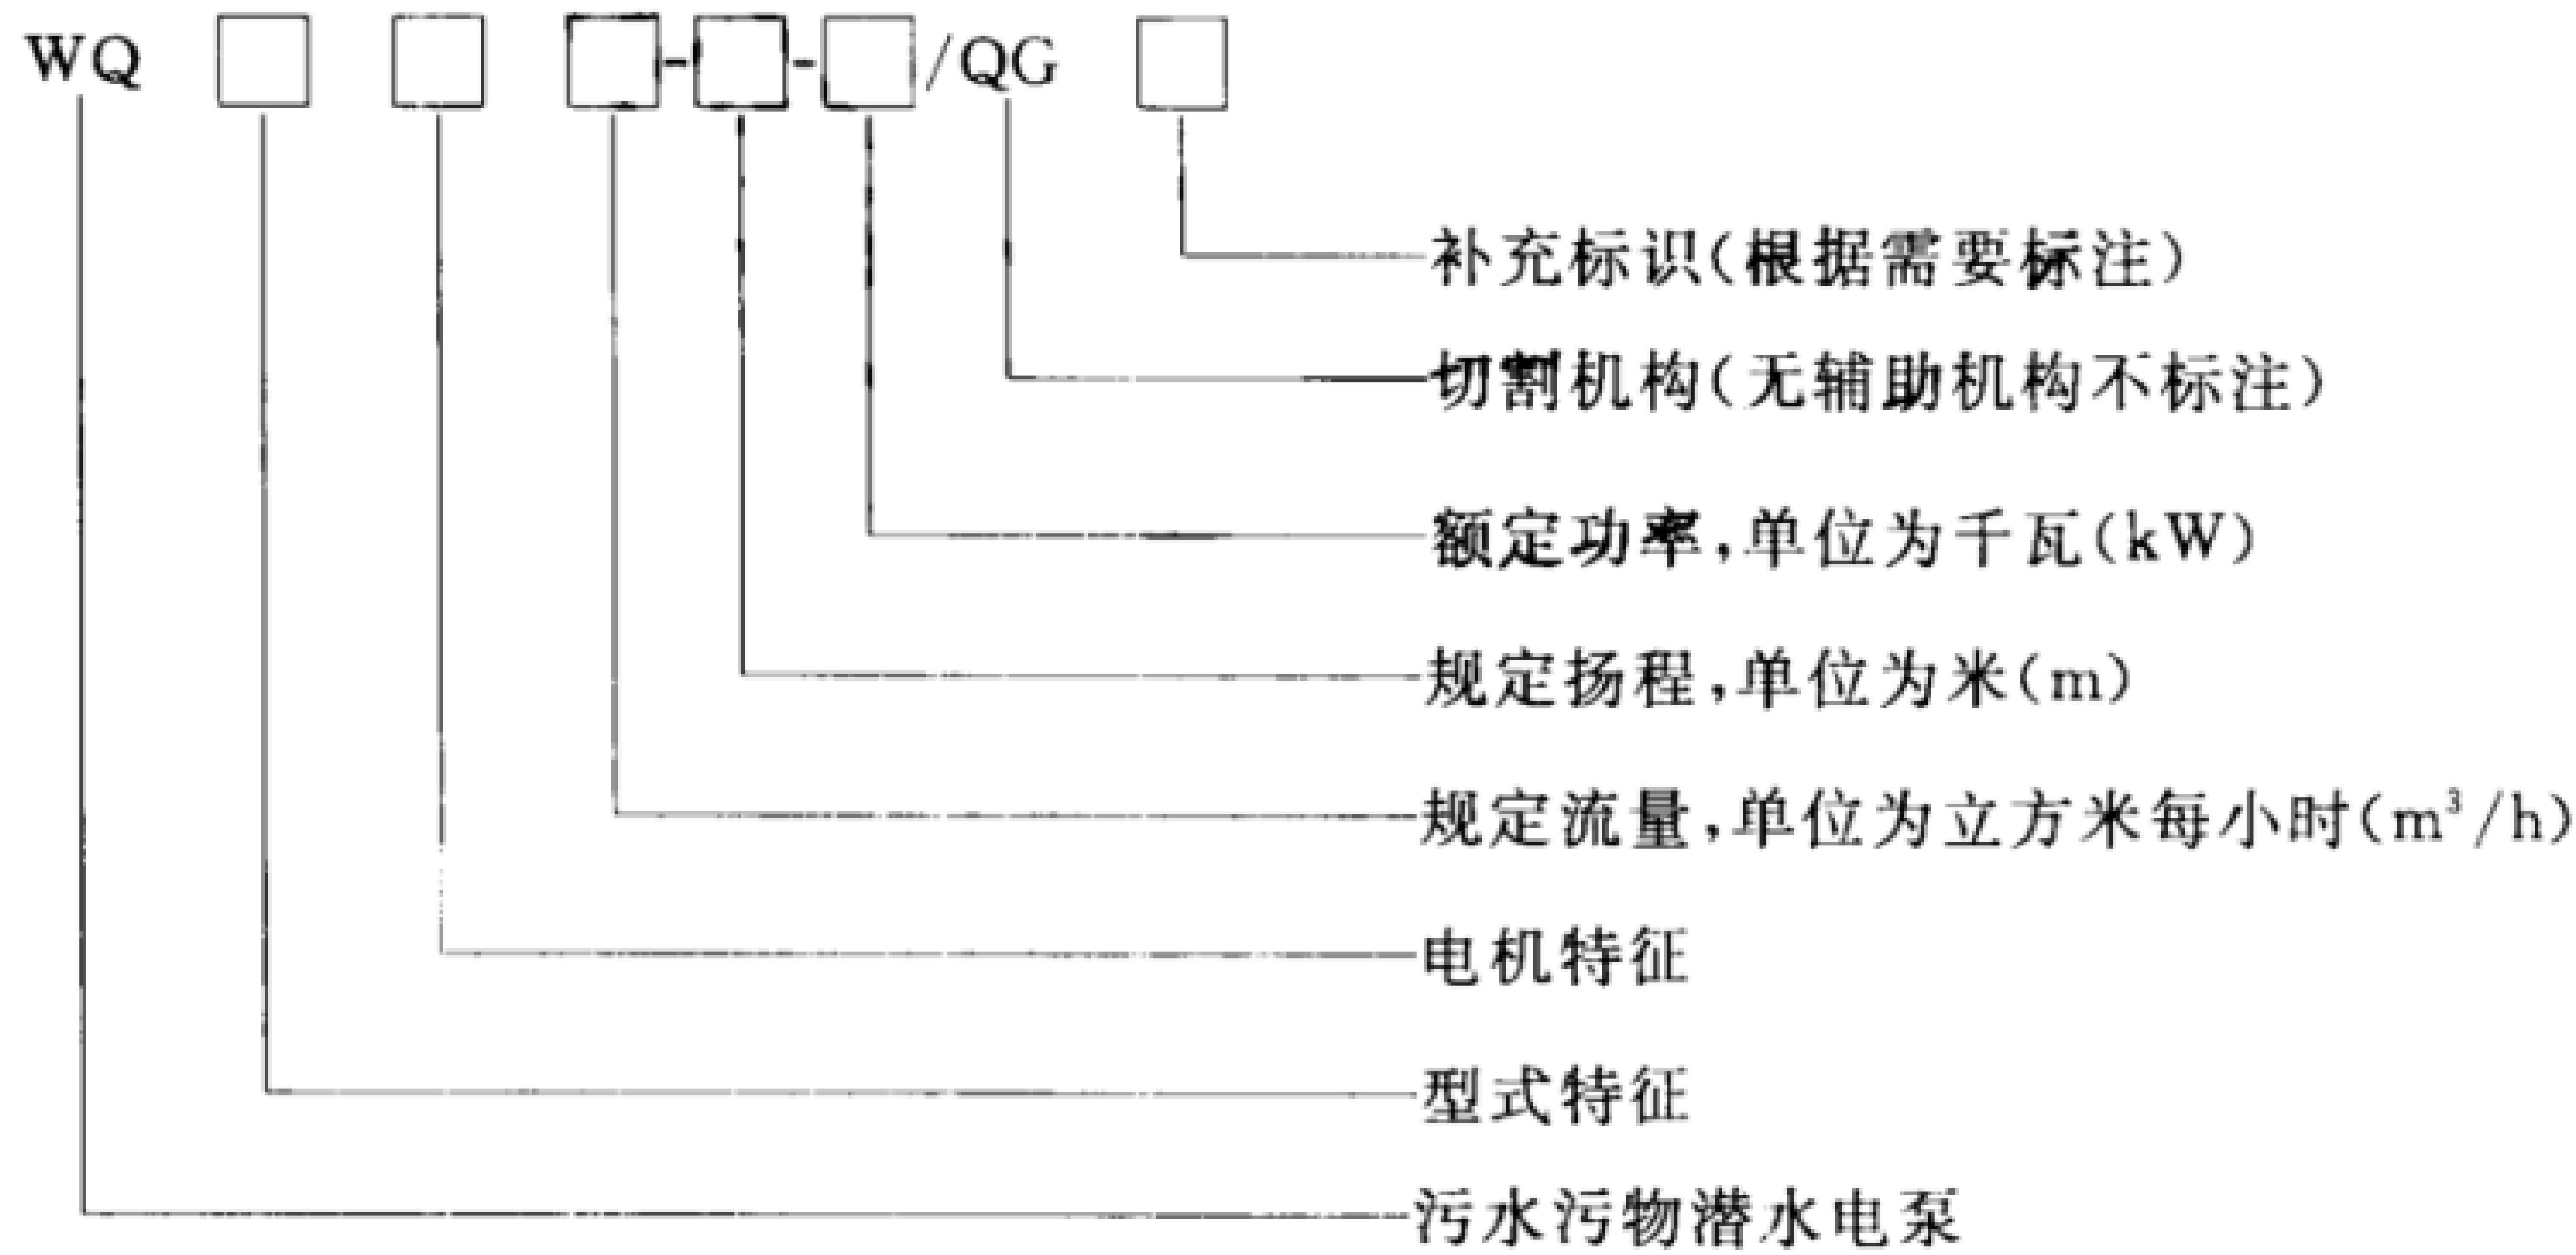 WQ □ □ □-□-□/QG □
补充标识(根据需要标注)
切割机构(无辅助机构不标注)
额定功率,单位为千瓦(kW)
规定扬程,单位为米(m)
规定流量,单位为立方米每小时(m³/h)
电机特征
型式特征
污水污物潜水电泵